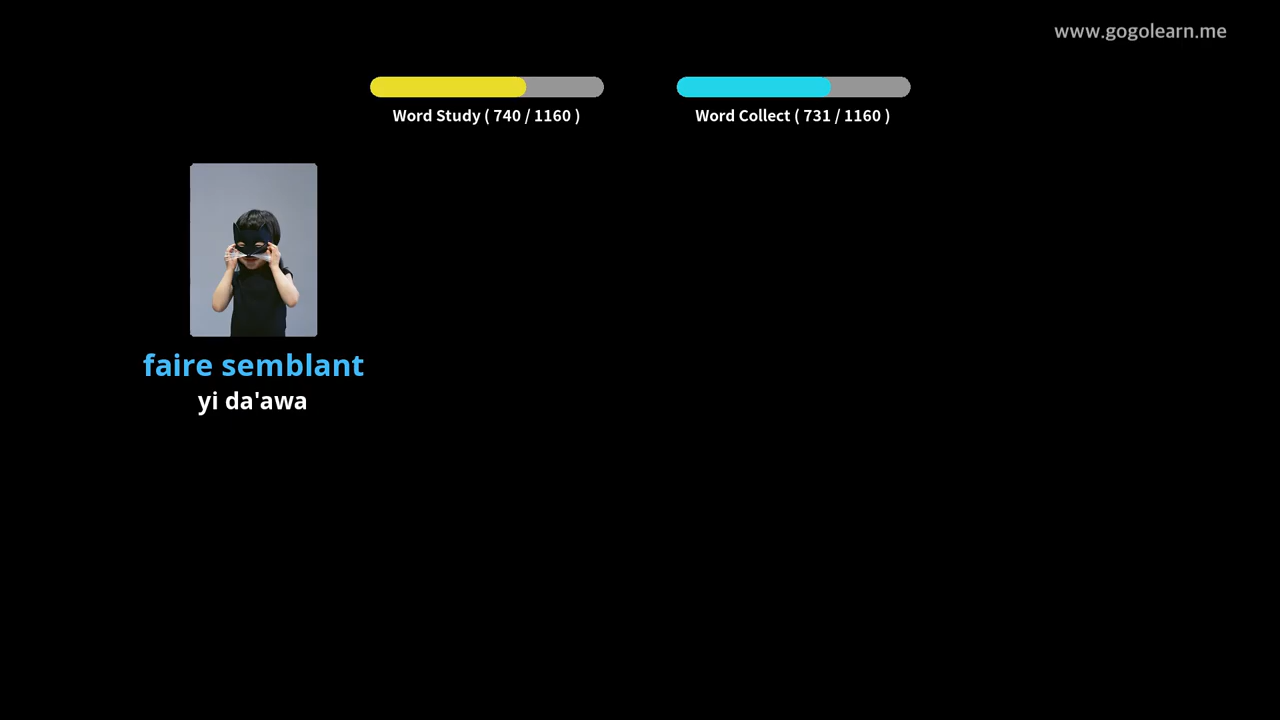 www.gogolearn.me
Word Study ( 740 / 1160 )
Word Collect ( 731 / 1160 )
faire semblant
yi da'awa